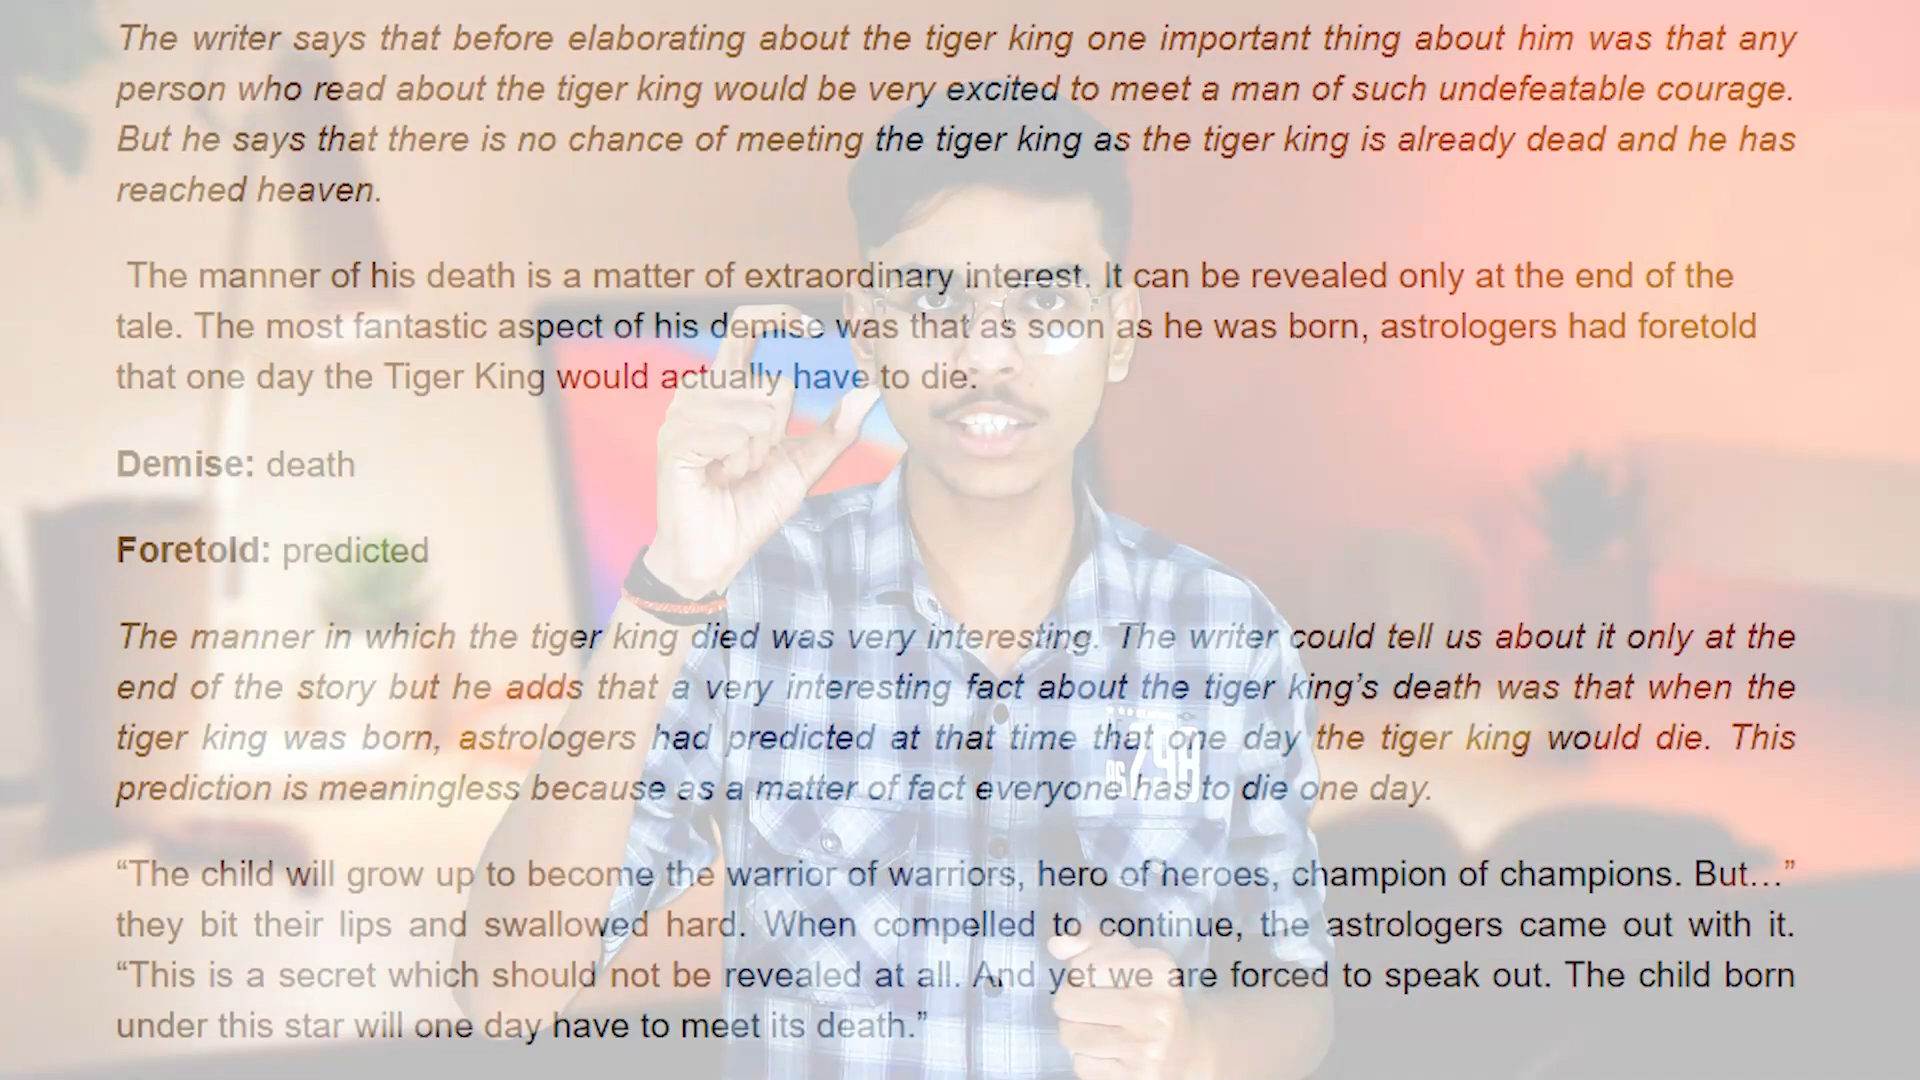 The writer says that before elaborating about the tiger king one important thing about him was that any
person who read about the tiger king would be very excited to meet a man of such undefeatable courage.
But he says that there is no chance of meeting the tiger king as the tiger king is already dead and he has
reached heaven.
The manner of his death is a matter of extraordinary interest. It can be revealed only at the end of the
tale. The most fantastic aspect of his demise was that as soon as he was born, astrologers had foretold
that one day the Tiger King would actually have to die.
Demise: death
Foretold: predicted
The manner in which the tiger king died was very interesting. The writer could tell us about it only at the
end of the story but he adds that a very interesting fact about the tiger king’s death was that when the
tiger king was born, astrologers had predicted at that time that one day the tiger king would die. This
prediction is meaningless because as a matter of fact everyone has to die one day.
“The child will grow up to become the warrior of warriors, hero of heroes, champion of champions. But…”
they bit their lips and swallowed hard. When compelled to continue, the astrologers came out with it.
“This is a secret which should not be revealed at all. And yet we are forced to speak out. The child born
under this star will one day have to meet its death.”